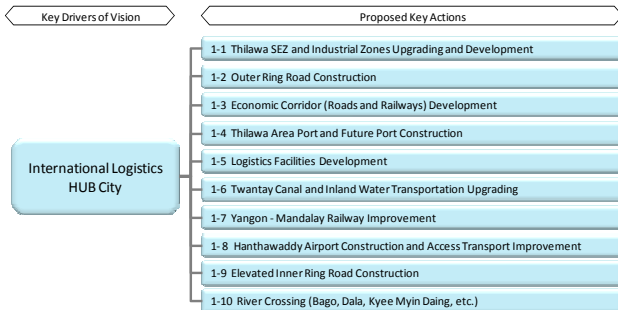 Key Drivers of Vision
Proposed Key Actions
International Logistics
HUB City
1-1 Thilawa SEZ and Industrial Zones Upgrading and Development
1-2 Outer Ring Road Construction
1-3 Economic Corridor (Roads and Railways) Development
1-4 Thilawa Area Port and Future Port Construction
1-5 Logistics Facilities Development
1-6 Twantay Canal and Inland Water Transportation Upgrading
1-7 Yangon - Mandalay Railway Improvement
1- 8 Hanthawaddy Airport Construction and Access Transport Improvement
1-9 Elevated Inner Ring Road Construction
1-10 River Crossing (Bago, Dala, Kyee Myin Daing, etc.)